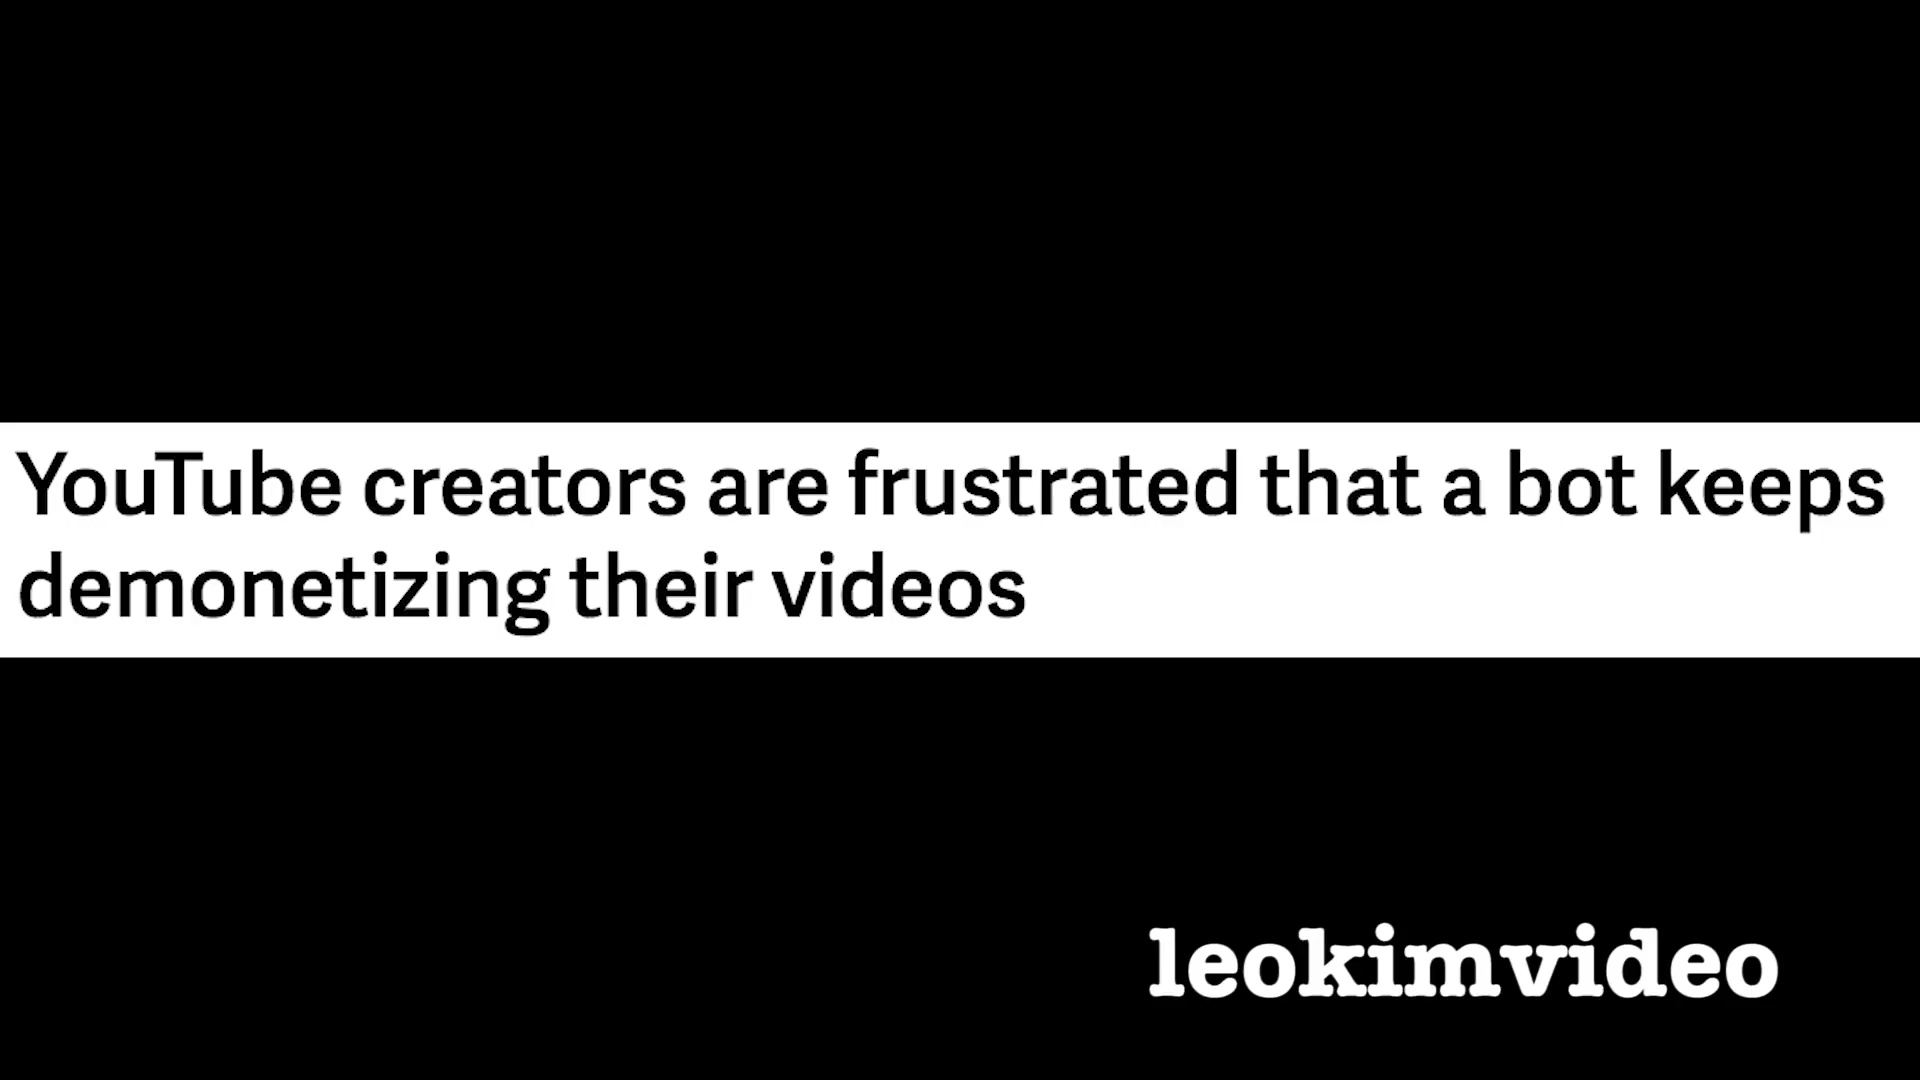 YouTube creators are frustrated that a bot keeps
demonetizing their videos
leokimvideo